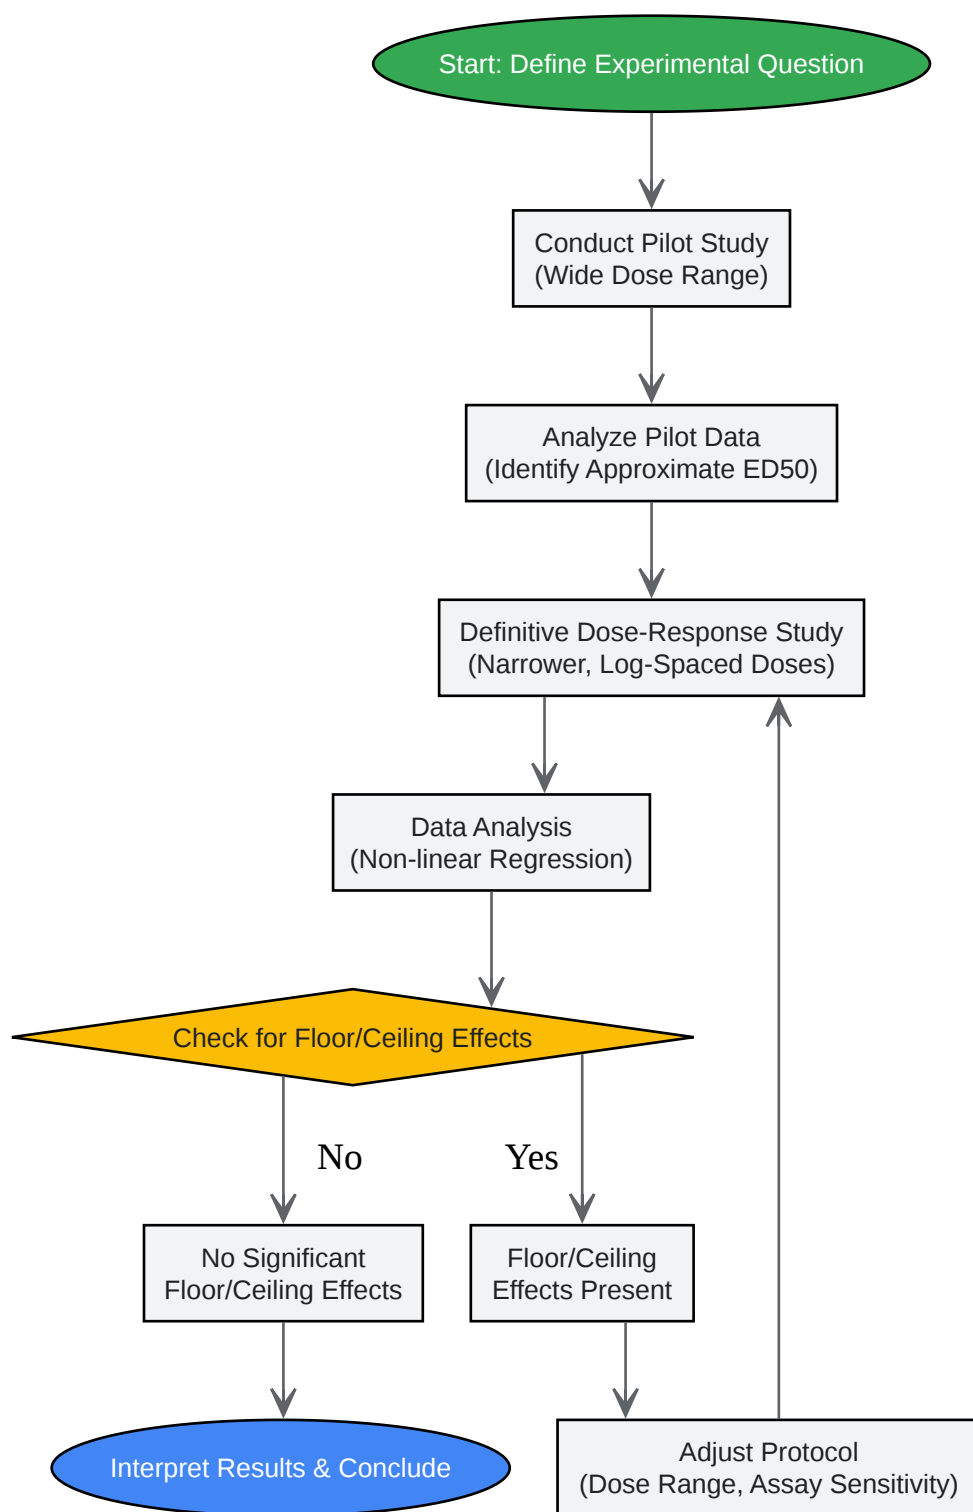 Start: Define Experimental Question
Conduct Pilot Study
(Wide Dose Range)
Analyze Pilot Data
(Identify Approximate ED50)
Definitive Dose-Response Study
(Narrower, Log-Spaced Doses)
Data Analysis
(Non-linear Regression)
Check for Floor/Ceiling Effects
No
Yes
No Significant
Floor/Ceiling Effects
Floor/Ceiling
Effects Present
Interpret Results & Conclude
Adjust Protocol
(Dose Range, Assay Sensitivity)